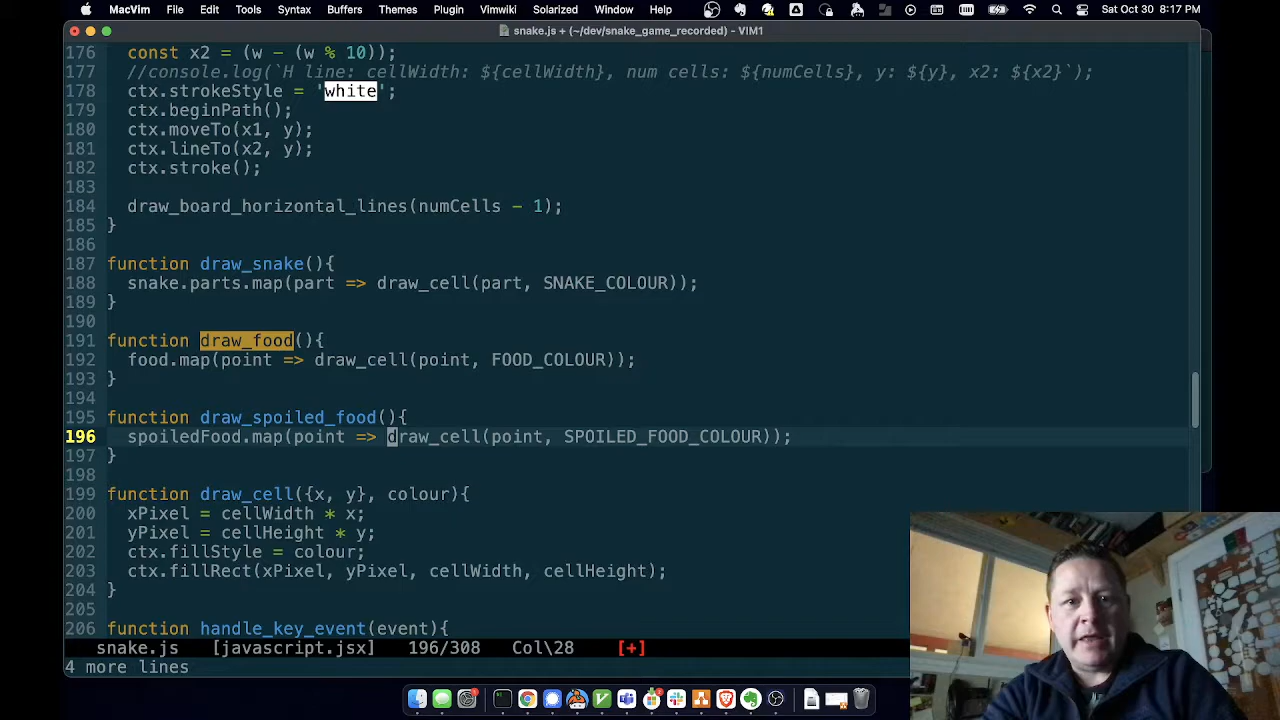 MacVim File Edit Tools Syntax Buffers Themes Plugin Vimwiki Solarized Window Help Sat Oct 30 8:17 PM
snake.js + (~/dev/snake_game_recorded) - VIM1
176 const x2 = (w - (w % 10));
177 //console.log(`H line: cellWidth: ${cellWidth}, num cells: ${numCells}, y: ${y}, x2: ${x2}`);
178 ctx.strokeStyle = 'white';
179 ctx.beginPath();
180 ctx.moveTo(x1, y);
181 ctx.lineTo(x2, y);
182 ctx.stroke();
183
184 draw_board_horizontal_lines(numCells - 1);
185 }
186
187 function draw_snake(){
188 snake.parts.map(part => draw_cell(part, SNAKE_COLOUR));
189 }
190
191 function draw_food(){
192 food.map(point => draw_cell(point, FOOD_COLOUR));
193 }
194
195 function draw_spoiled_food(){
196 spoiledFood.map(point => draw_cell(point, SPOILED_FOOD_COLOUR));
197 }
198
199 function draw_cell({x, y}, colour){
200 xPixel = cellWidth * x;
201 yPixel = cellHeight * y;
202 ctx.fillStyle = colour;
203 ctx.fillRect(xPixel, yPixel, cellWidth, cellHeight);
204 }
205
206 function handle_key_event(event){
snake.js [javascript.jsx] 196/308 Col\28 [+]
4 more lines